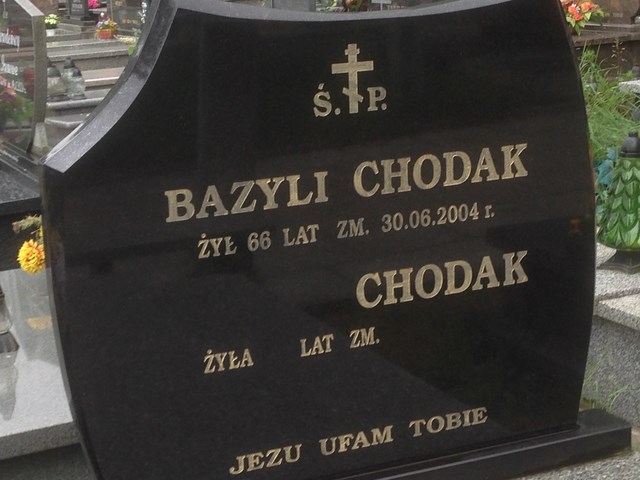 Ś. P.
BAZYLI CHODAK
ŻYŁ 66 LAT ZM. 30.06.2004 r.
CHODAK
ŻYŁA LAT ZM.
JEZU UFAM TOBIE